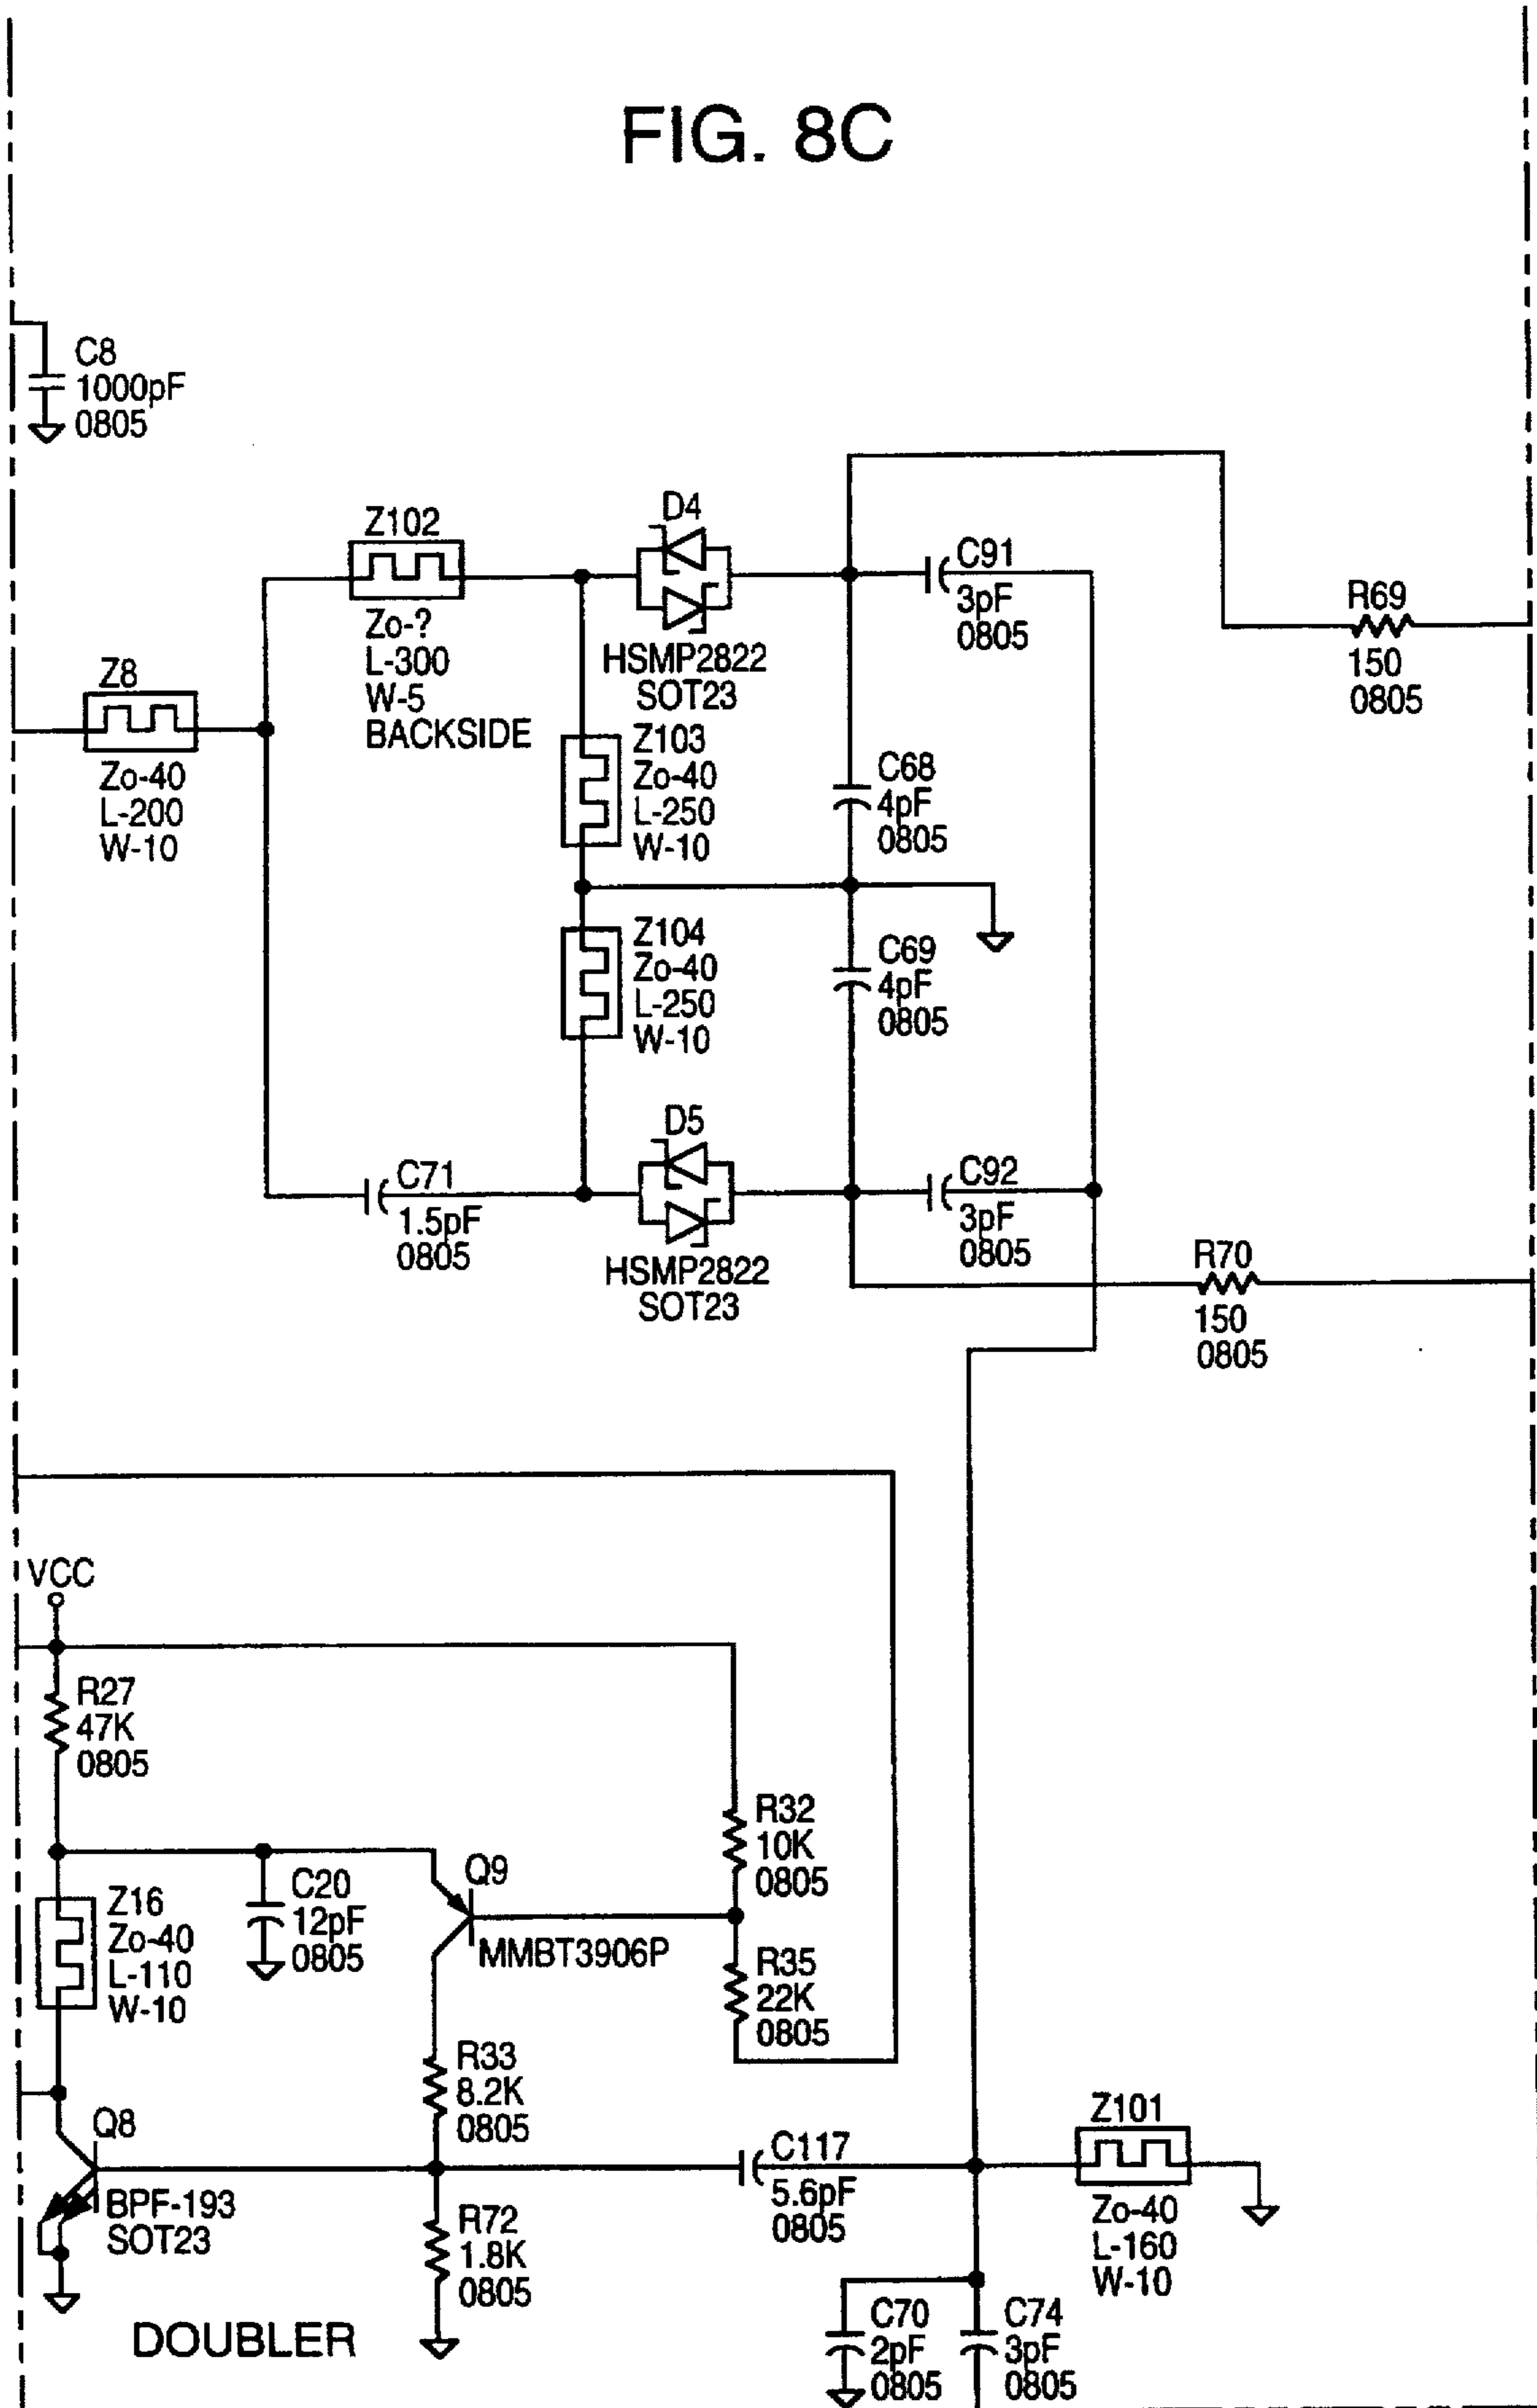 FIG. 8C
C8
1000pF
0805
Z102
Zo-?
L-300
W-5
BACKSIDE
D4
HSMP2822
SOT23
C91
3pF
0805
R69
150
0805
Z8
Zo-40
L-200
W-10
Z103
Zo-40
L-250
W-10
C68
4pF
0805
Z104
Zo-40
L-250
W-10
C69
4pF
0805
C71
1.5pF
0805
D5
HSMP2822
SOT23
C92
3pF
0805
R70
150
0805
VCC
R27
47K
0805
R32
10K
0805
Z16
Zo-40
L-110
W-10
C20
12pF
0805
Q9
MMBT3906P
R35
22K
0805
R33
8.2K
0805
Q8
BPF-193
SOT23
R72
1.8K
0805
C117
5.6pF
0805
Z101
Zo-40
L-160
W-10
C70
2pF
0805
C74
3pF
0805
DOUBLER